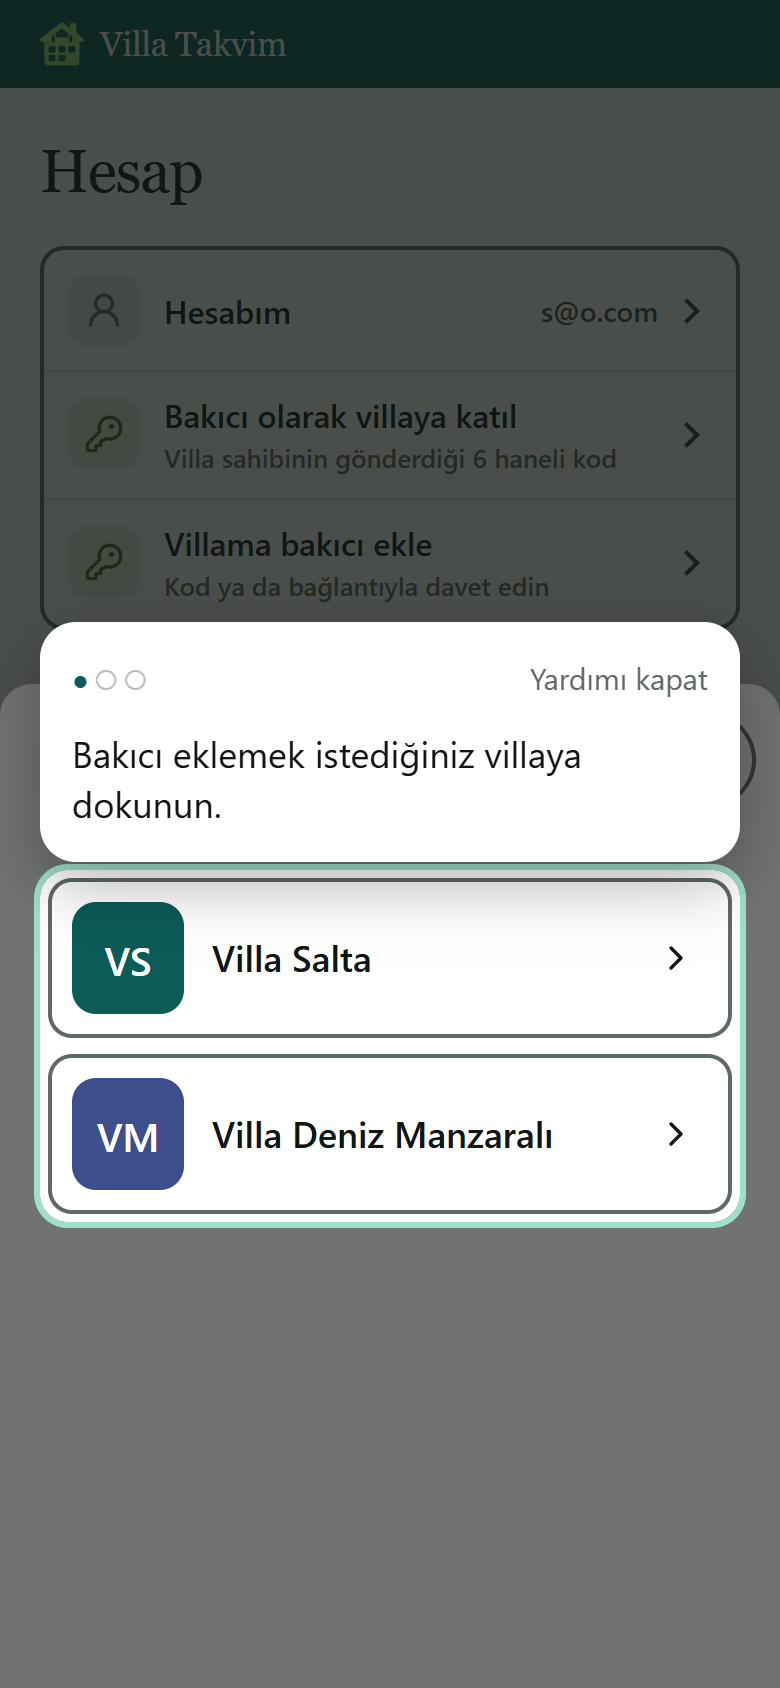 Villa Takvim
Hesap
Hesabım
s@o.com
Bakıcı olarak villaya katıl
Villa sahibinin gönderdiği 6 haneli kod
Villama bakıcı ekle
Kod ya da bağlantıyla davet edin
Yardımı kapat
Bakıcı eklemek istediğiniz villaya
dokunun.
VS
Villa Salta
VM
Villa Deniz Manzaralı